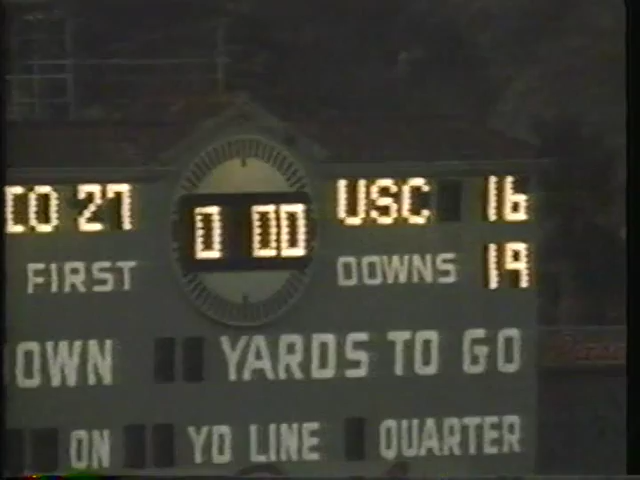 CO 27 0 00 USC 16
FIRST DOWNS 19
OWN YARDS TO GO
ON YD LINE QUARTER